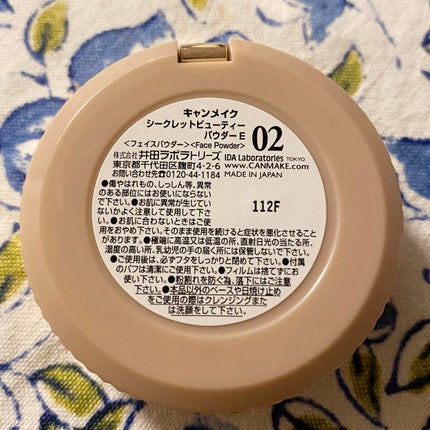 キャンメイク
シークレットビューティー
パウダーE
02
<フェイスパウダー><Face Powder>
株式会社 井田ラボラトリーズ IDA Laboratories TOKYO
東京都千代田区麹町4-2-6 www.CANMAKE.com
お問い合わせ先☎0120-44-1184 MADE IN JAPAN
●傷やはれもの、しっしん等、異常
のある部位にはお使いにならない
で下さい。●お肌に異常が生じてい
ないかよく注意して使用して下さ
い。●お肌に合わないときはご使
用をおやめ下さい。そのまま使用を続けると症状を悪化させること
があります。●極端に高温又は低温の所、直射日光の当たる所、
湿度の高い所、乳幼児の手の届く所には保管しないで下さい。
●ご使用後は、必ずフタをしっかりと閉めて下さい。●付属
のパフは清潔にご使用下さい。●フィルムは捨てずにお
使い下さい。●粉割れを防ぐ為、落下にはご注意
下さい。●本品以外のベースや日焼け止め
をご使用の際はクレンジングまた
は洗顔をして下さい。
112F